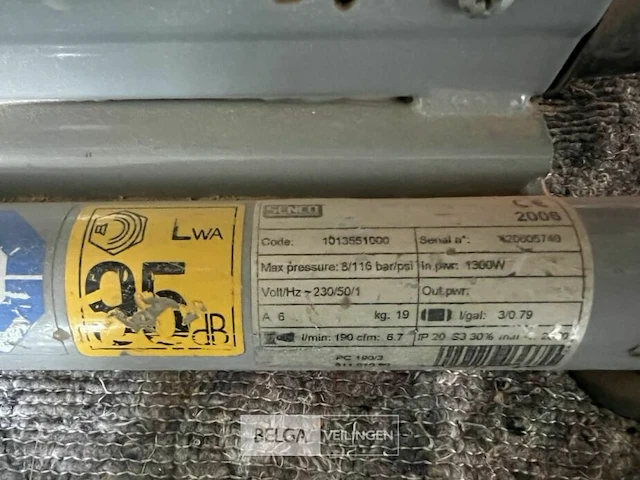 LWA
95
dB
SENCO
CE
2006
Code: 1013551000
Serial n°:
Max pressure: 8/116 bar/psi
In.pwr: 1300W
Volt/Hz ~ 230/50/1
Out.pwr:
A 6 kg. 19
l/gal: 3/0.79
l/min: 190 cfm: 6.7
IP 20 S3 30%
PC 190/3
BELGA VEILINGEN